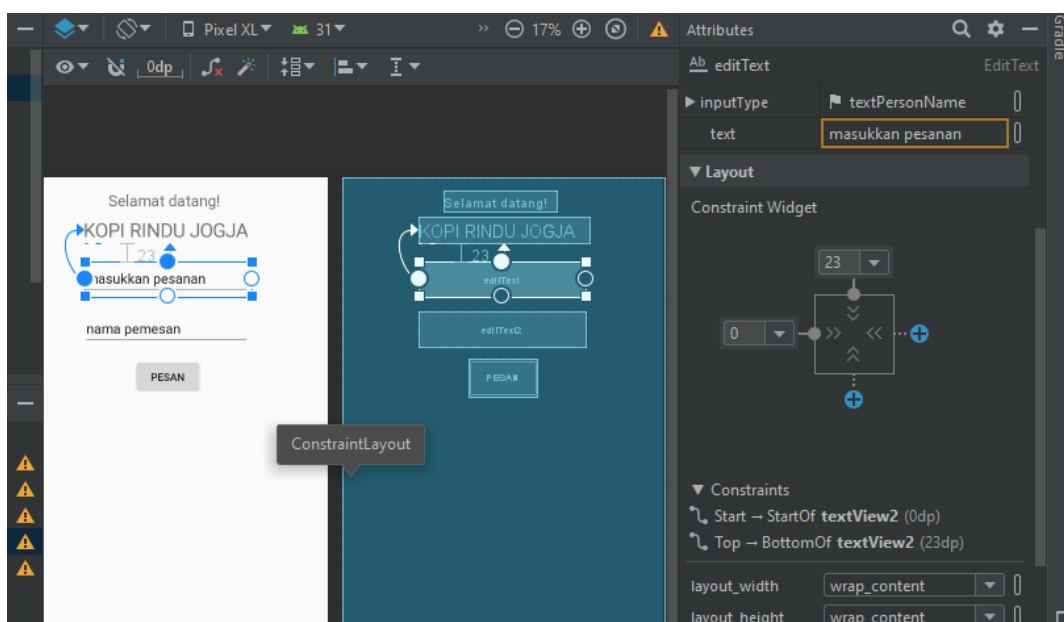 Pixel XL 31 17% Attributes
Gradle
0dp
Ab editText EditText
inputType textPersonName
text masukkan pesanan
Layout
Constraint Widget
Selamat datang!
KOPI RINDU JOGJA
23
masukkan pesanan
nama pemesan
PESAN
Selamat datang!
KOPI RINDU JOGJA
23
editText
editText2
PESAN
ConstraintLayout
23
0
Constraints
Start → StartOf textView2 (0dp)
Top → BottomOf textView2 (23dp)
layout_width wrap_content
layout_height wrap_content